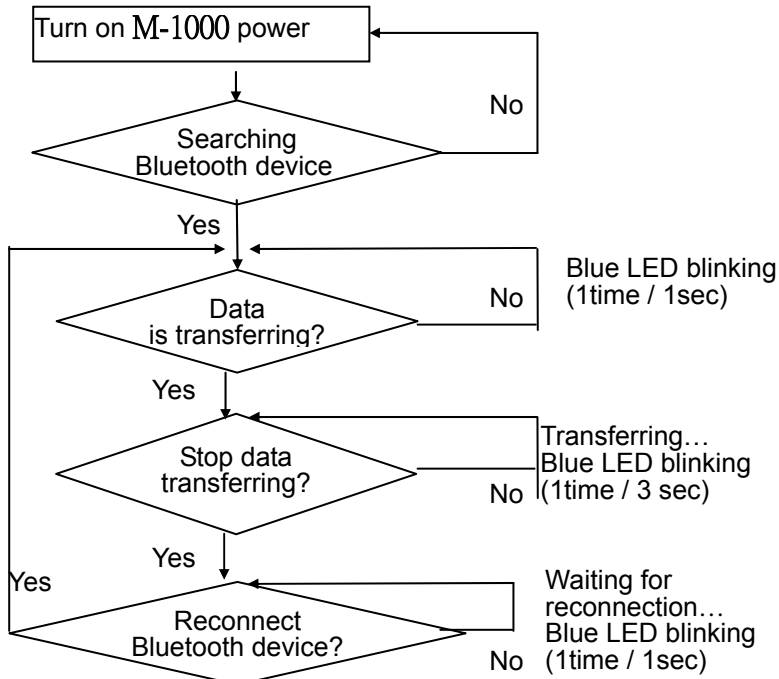 Turn on M-1000 power
No
Searching
Bluetooth device
Yes
Blue LED blinking
(1time / 1sec)
No
Data
is transferring?
Yes
Transferring…
Blue LED blinking
(1time / 3 sec)
No
Stop data
transferring?
Yes
Yes
Waiting for
reconnection…
Blue LED blinking
(1time / 1sec)
No
Reconnect
Bluetooth device?